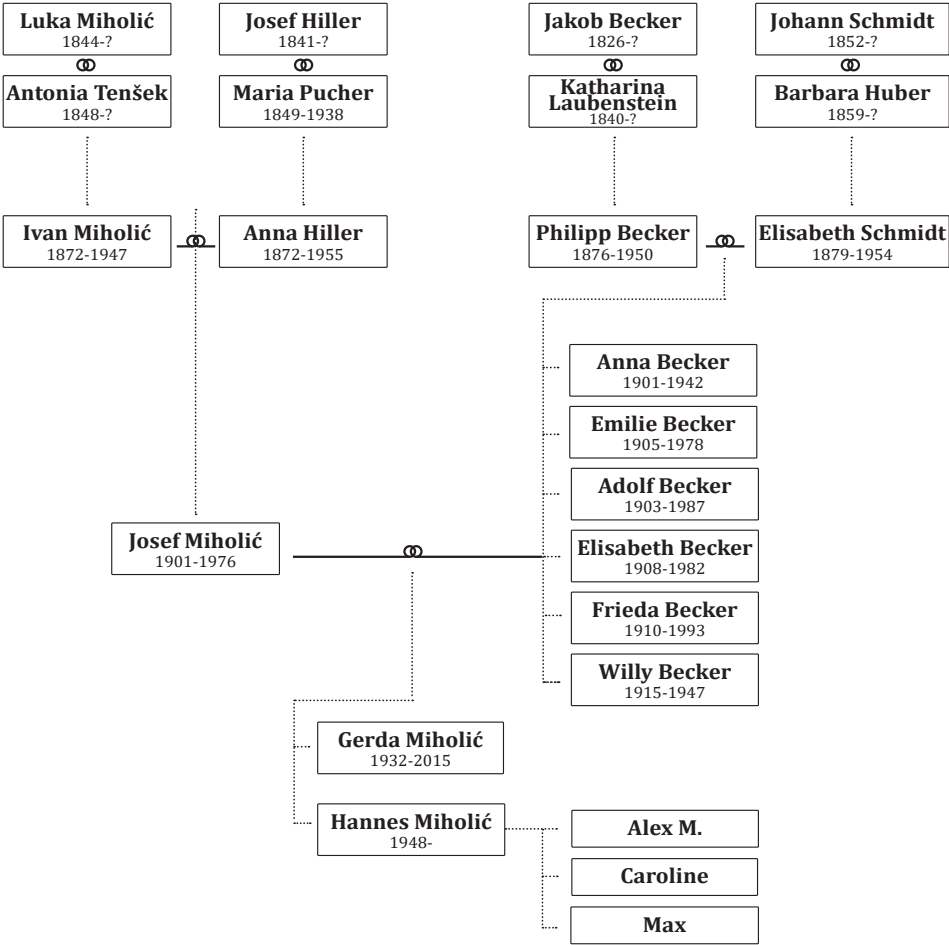 Luka Miholić
1844-?
Antonia Tenšek
1848-?
Josef Hiller
1841-?
Maria Pucher
1849-1938
Jakob Becker
1826-?
Katharina
Laubenstein
1840-?
Johann Schmidt
1852-?
Barbara Huber
1859-?
Ivan Miholić
1872-1947
Anna Hiller
1872-1955
Philipp Becker
1876-1950
Elisabeth Schmidt
1879-1954
Anna Becker
1901-1942
Emilie Becker
1905-1978
Adolf Becker
1903-1987
Josef Miholić
1901-1976
Elisabeth Becker
1908-1982
Frieda Becker
1910-1993
Willy Becker
1915-1947
Gerda Miholić
1932-2015
Hannes Miholić
1948-
Alex M.
Caroline
Max